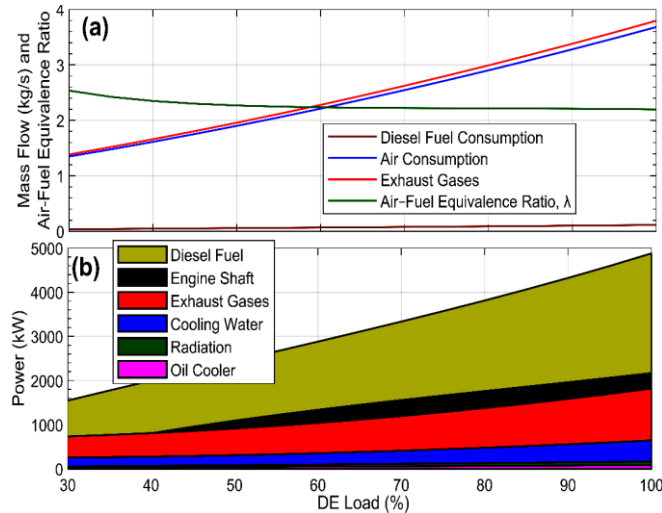 (a)
Mass Flow (kg/s) and
Air-Fuel Equivalence Ratio
4
3
2
1
0
Diesel Fuel Consumption
Air Consumption
Exhaust Gases
Air–Fuel Equivalence Ratio, λ
(b)
Power (kW)
5000
4000
3000
2000
1000
0
Diesel Fuel
Engine Shaft
Exhaust Gases
Cooling Water
Radiation
Oil Cooler
30 40 50 60 70 80 90 100
DE Load (%)